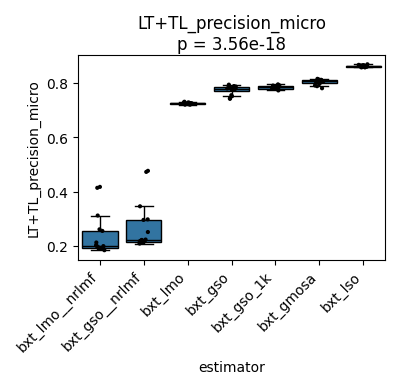 LT+TL_precision_micro
p = 3.56e-18
LT+TL_precision_micro
0.8
0.6
0.4
0.2
bxt_lmo__nrlmf
bxt_gso__nrlmf
bxt_lmo
bxt_gso
bxt_gso_1k
bxt_gmosa
bxt_lso
estimator